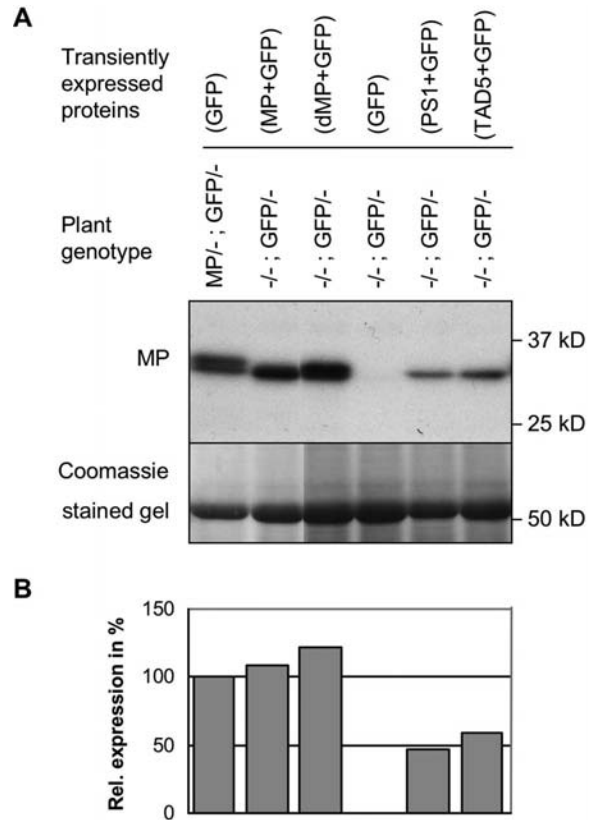 A
Transiently
expressed
proteins
(GFP)
(MP+GFP)
(dMP+GFP)
(GFP)
(PS1+GFP)
(TAD5+GFP)
Plant
genotype
MP/- ; GFP/-
-/- ; GFP/-
-/- ; GFP/-
-/- ; GFP/-
-/- ; GFP/-
-/- ; GFP/-
MP
37 kD
25 kD
Coomassie
stained gel
50 kD
B
Rel. expression in %
150
100
50
0